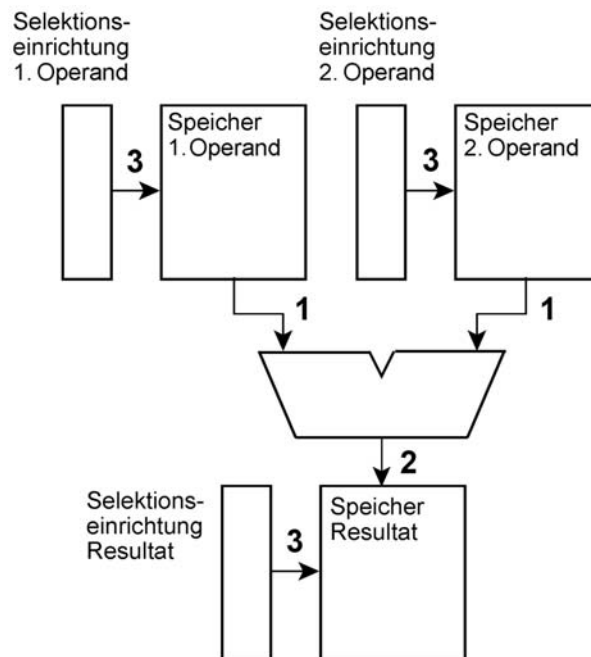 Selektions-
einrichtung
1. Operand
Selektions-
einrichtung
2. Operand
Speicher
1. Operand
Speicher
2. Operand
3
3
1
1
2
Selektions-
einrichtung
Resultat
3
Speicher
Resultat